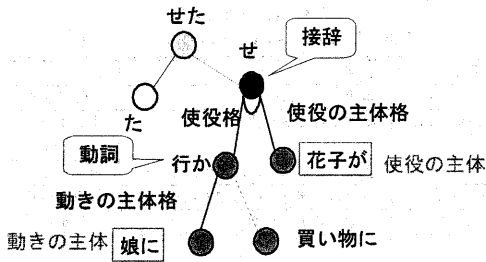 せた
せ
接辞
た
使役格
使役の主体格
動詞
行か
花子が
使役の主体
動きの主体格
動きの主体
娘に
買い物に